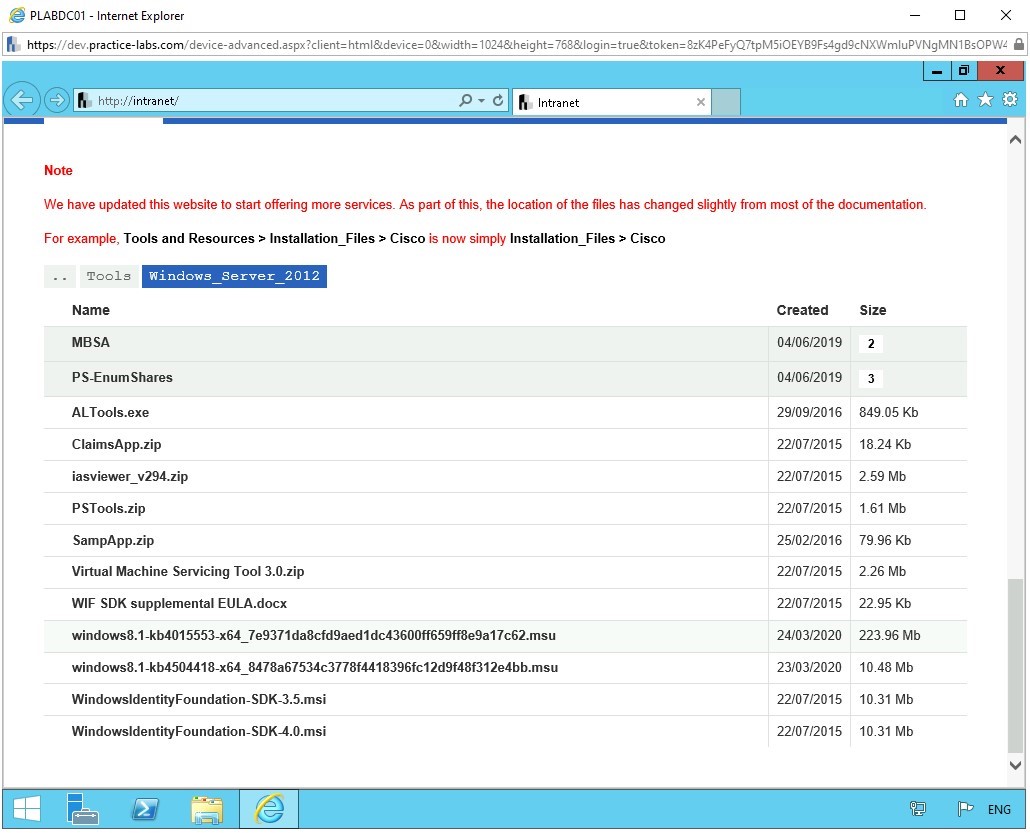 PLABDC01 - Internet Explorer
https://dev.practice-labs.com/device-advanced.aspx?client=html&device=0&width=1024&height=768&login=true&token=8zK4PeFyQ7tpM5iOEYB9Fs4gd9cNXWmIuPVNgMN1BsOPW4
http://intranet/
Intranet
Note
We have updated this website to start offering more services. As part of this, the location of the files has changed slightly from most of the documentation.
For example, Tools and Resources > Installation_Files > Cisco is now simply Installation_Files > Cisco
.. Tools Windows_Server_2012
Name Created Size
MBSA 04/06/2019 2
PS-EnumShares 04/06/2019 3
ALTools.exe 29/09/2016 849.05 Kb
ClaimsApp.zip 22/07/2015 18.24 Kb
iasviewer_v294.zip 22/07/2015 2.59 Mb
PSTools.zip 22/07/2015 1.61 Mb
SampApp.zip 25/02/2016 79.96 Kb
Virtual Machine Servicing Tool 3.0.zip 22/07/2015 2.26 Mb
WIF SDK supplemental EULA.docx 22/07/2015 22.95 Kb
windows8.1-kb4015553-x64_7e9371da8cfd9aed1dc43600ff659ff8e9a17c62.msu 24/03/2020 223.96 Mb
windows8.1-kb4504418-x64_8478a67534c3778f4418396fc12d9f48f312e4bb.msu 23/03/2020 10.48 Mb
WindowsIdentityFoundation-SDK-3.5.msi 22/07/2015 10.31 Mb
WindowsIdentityFoundation-SDK-4.0.msi 22/07/2015 10.31 Mb
ENG